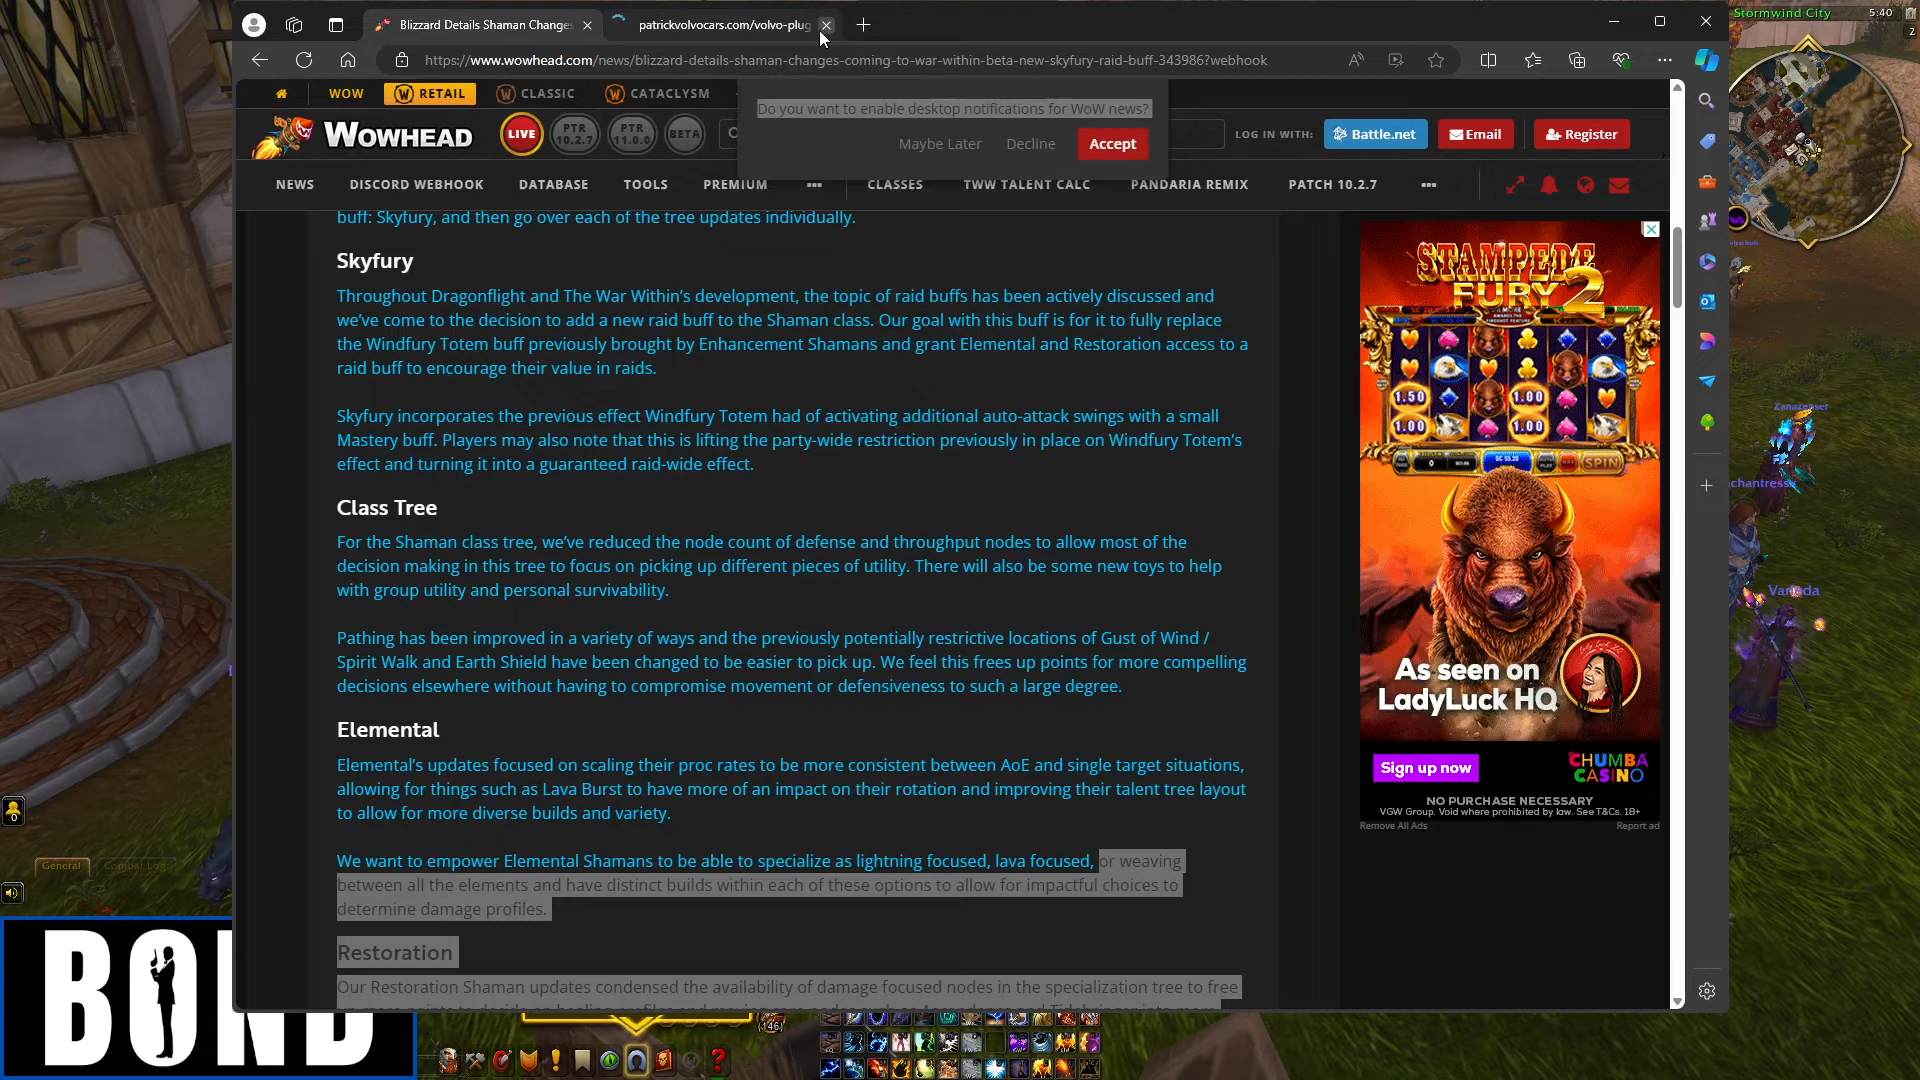 Blizzard Details Shaman Changes
patrickvolvocars.com/volvo-plug
Stormwind City
5:40
2
https://www.wowhead.com/news/blizzard-details-shaman-changes-coming-to-war-within-beta-new-skyfury-raid-buff-343986?webhook
WOW
RETAIL
CLASSIC
CATACLYSM
Do you want to enable desktop notifications for WoW news?
Maybe Later
Decline
Accept
WOWHEAD
LIVE
PTR 10.2.7
PTR 11.0.0
BETA
LOG IN WITH:
Battle.net
Email
Register
NEWS
DISCORD WEBHOOK
DATABASE
TOOLS
PREMIUM
CLASSES
TWW TALENT CALC
PANDARIA REMIX
PATCH 10.2.7
buff: Skyfury, and then go over each of the tree updates individually.
Skyfury
Throughout Dragonflight and The War Within's development, the topic of raid buffs has been actively discussed and
we've come to the decision to add a new raid buff to the Shaman class. Our goal with this buff is for it to fully replace
the Windfury Totem buff previously brought by Enhancement Shamans and grant Elemental and Restoration access to a
raid buff to encourage their value in raids.
Skyfury incorporates the previous effect Windfury Totem had of activating additional auto-attack swings with a small
Mastery buff. Players may also note that this is lifting the party-wide restriction previously in place on Windfury Totem's
effect and turning it into a guaranteed raid-wide effect.
Class Tree
For the Shaman class tree, we've reduced the node count of defense and throughput nodes to allow most of the
decision making in this tree to focus on picking up different pieces of utility. There will also be some new toys to help
with group utility and personal survivability.
Pathing has been improved in a variety of ways and the previously potentially restrictive locations of Gust of Wind /
Spirit Walk and Earth Shield have been changed to be easier to pick up. We feel this frees up points for more compelling
decisions elsewhere without having to compromise movement or defensiveness to such a large degree.
Elemental
Elemental's updates focused on scaling their proc rates to be more consistent between AoE and single target situations,
allowing for things such as Lava Burst to have more of an impact on their rotation and improving their talent tree layout
to allow for more diverse builds and variety.
We want to empower Elemental Shamans to be able to specialize as lightning focused, lava focused, or weaving
between all the elements and have distinct builds within each of these options to allow for impactful choices to
determine damage profiles.
Restoration
Our Restoration Shaman updates condensed the availability of damage focused nodes in the specialization tree to free
STAMPEDE
FURY 2
1.50
1.00
1.00
1.00
SPIN
As seen on
LadyLuck HQ
Sign up now
CHUMBA
CASINO
NO PURCHASE NECESSARY
VGW Group. Void where prohibited by law. See T&Cs. 18+
Remove All Ads
Report ad
General
Combat Log
0
BOND
(146)